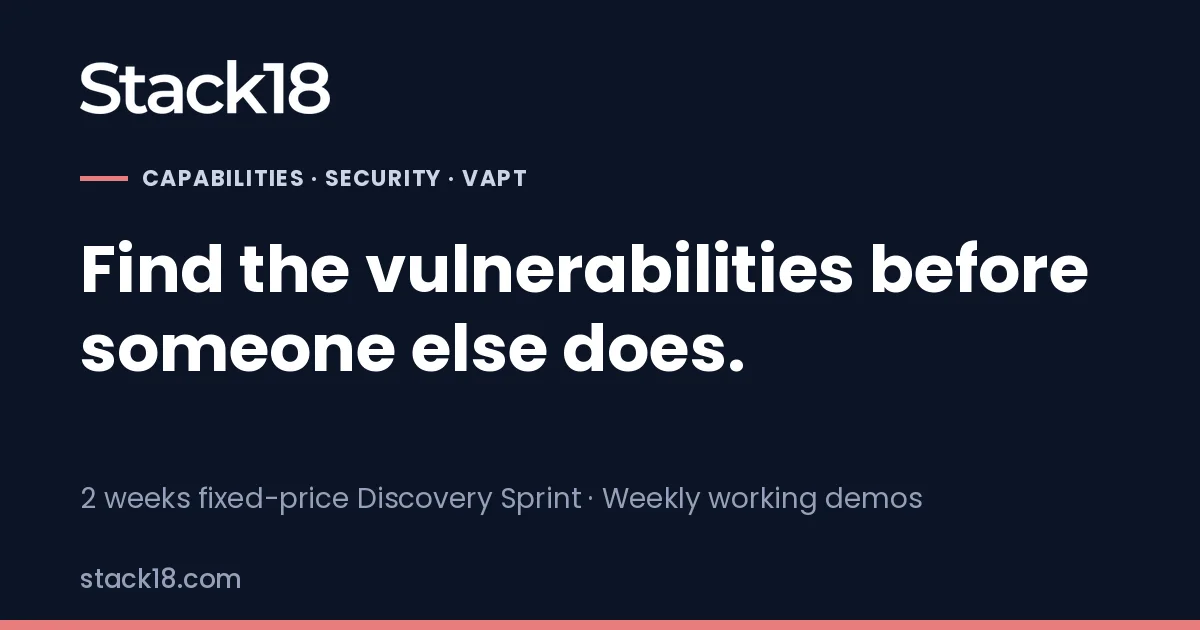 Stack18
CAPABILITIES · SECURITY · VAPT
Find the vulnerabilities before
someone else does.
2 weeks fixed-price Discovery Sprint · Weekly working demos
stack18.com